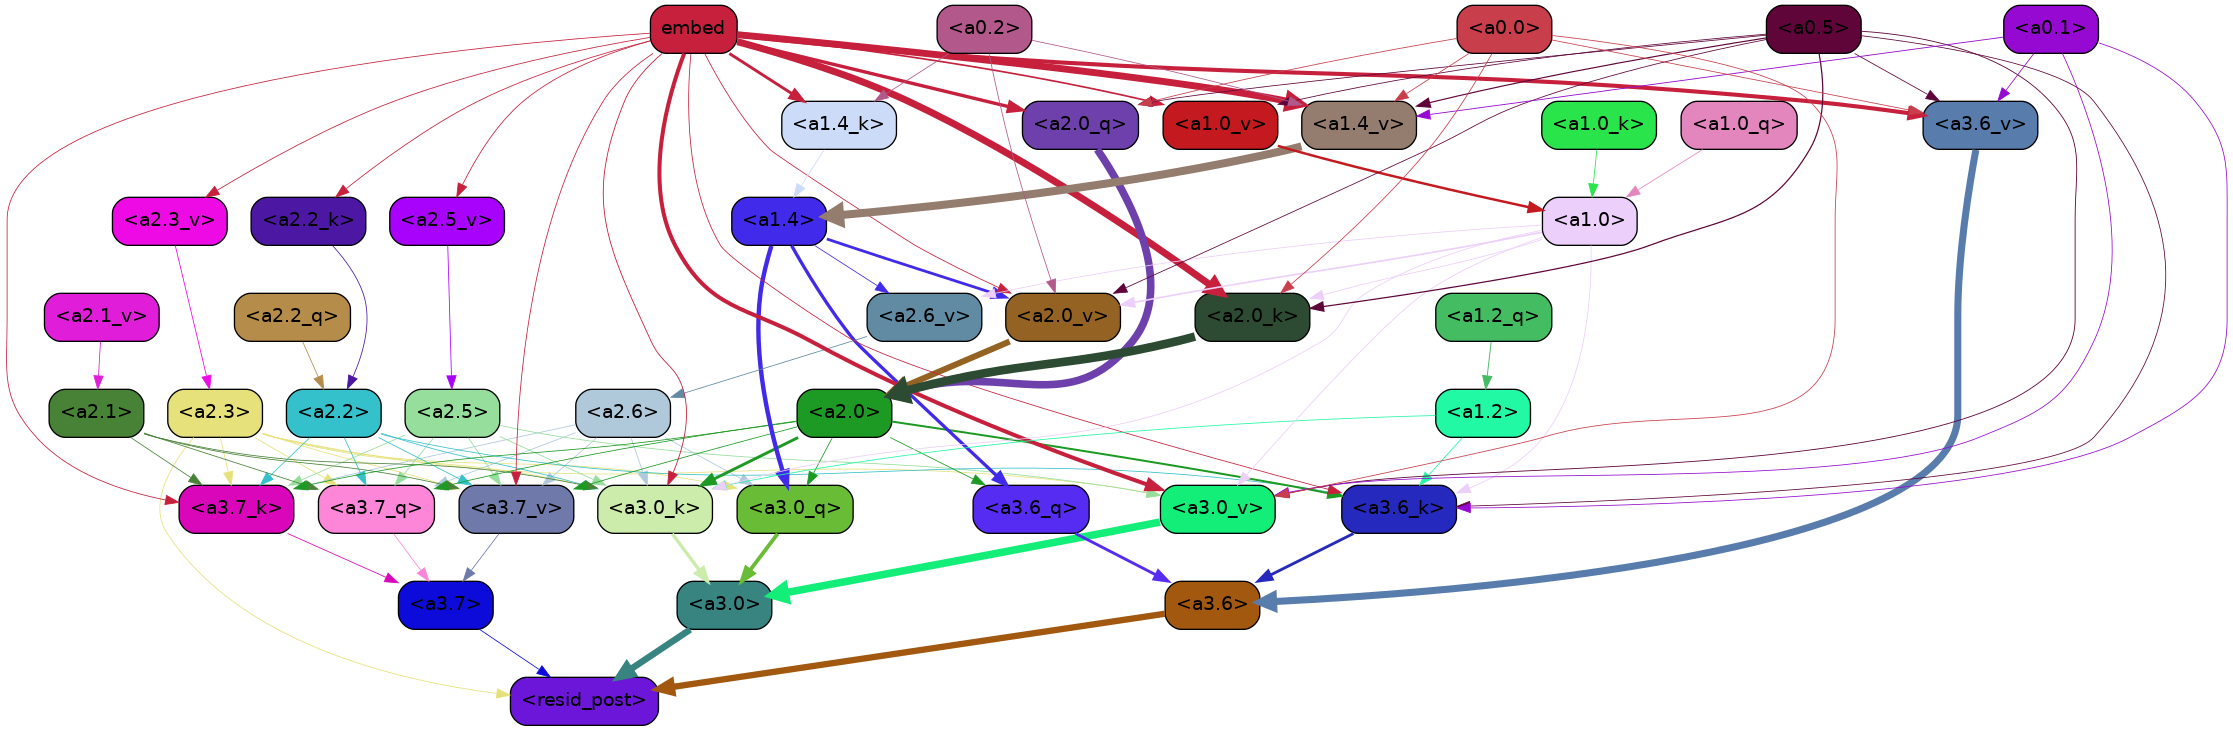 embed <a0.2> <a0.0> <a0.5> <a0.1>
<a1.4_k> <a2.0_q> <a1.0_v> <a1.4_v> <a1.0_k> <a1.0_q> <a3.6_v>
<a2.3_v> <a2.2_k> <a2.5_v> <a1.4> <a1.0>
<a2.1_v> <a2.2_q> <a2.6_v> <a2.0_v> <a2.0_k> <a1.2_q>
<a2.1> <a2.3> <a2.2> <a2.5> <a2.6> <a2.0> <a1.2>
<a3.7_k> <a3.7_q> <a3.7_v> <a3.0_k> <a3.0_q> <a3.6_q> <a3.0_v> <a3.6_k>
<a3.7> <a3.0> <a3.6>
<resid_post>